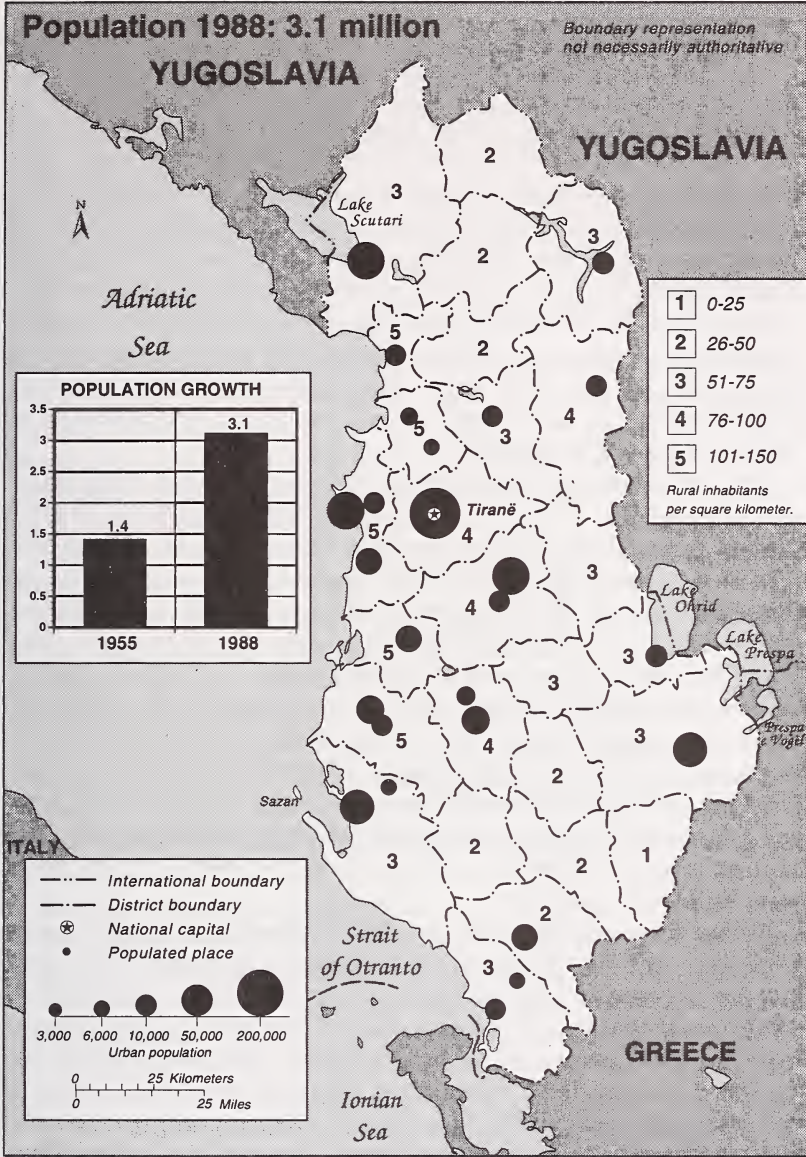 Population 1988: 3.1 million
Boundary representation
not necessarily authoritative
YUGOSLAVIA
YUGOSLAVIA
2
3
N
Lake
Scutari
3
2
Adriatic
Sea
5
2
1 0-25
2 26-50
3 51-75
4 76-100
5 101-150
Rural inhabitants
per square kilometer.
POPULATION GROWTH
3.5
3
2.5
2
1.5
1
0.5
0
1.4
3.1
1955
1988
5
3
4
Tiranë
4
5
4
3
Lake
Ohrid
Lake
Prespa
Prespa
e Vogël
5
3
3
3
5
4
2
Sazan
3
2
2
1
2
3
ITALY
International boundary
District boundary
National capital
Populated place
3,000 6,000 10,000 50,000 200,000
Urban population
0 25 Kilometers
0 25 Miles
Strait
of Otranto
Ionian
Sea
GREECE